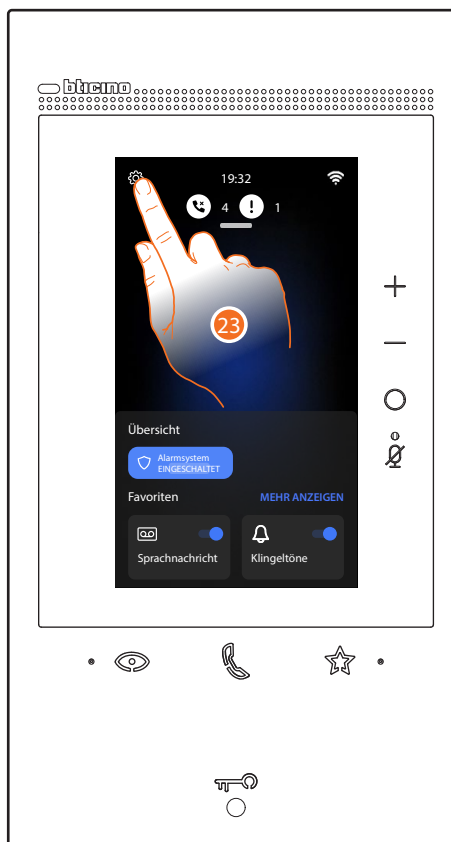 bticino
19:32
4 1
23
Übersicht
Alarmsystem
EINGESCHALTET
Favoriten MEHR ANZEIGEN
Sprachnachricht Klingeltöne